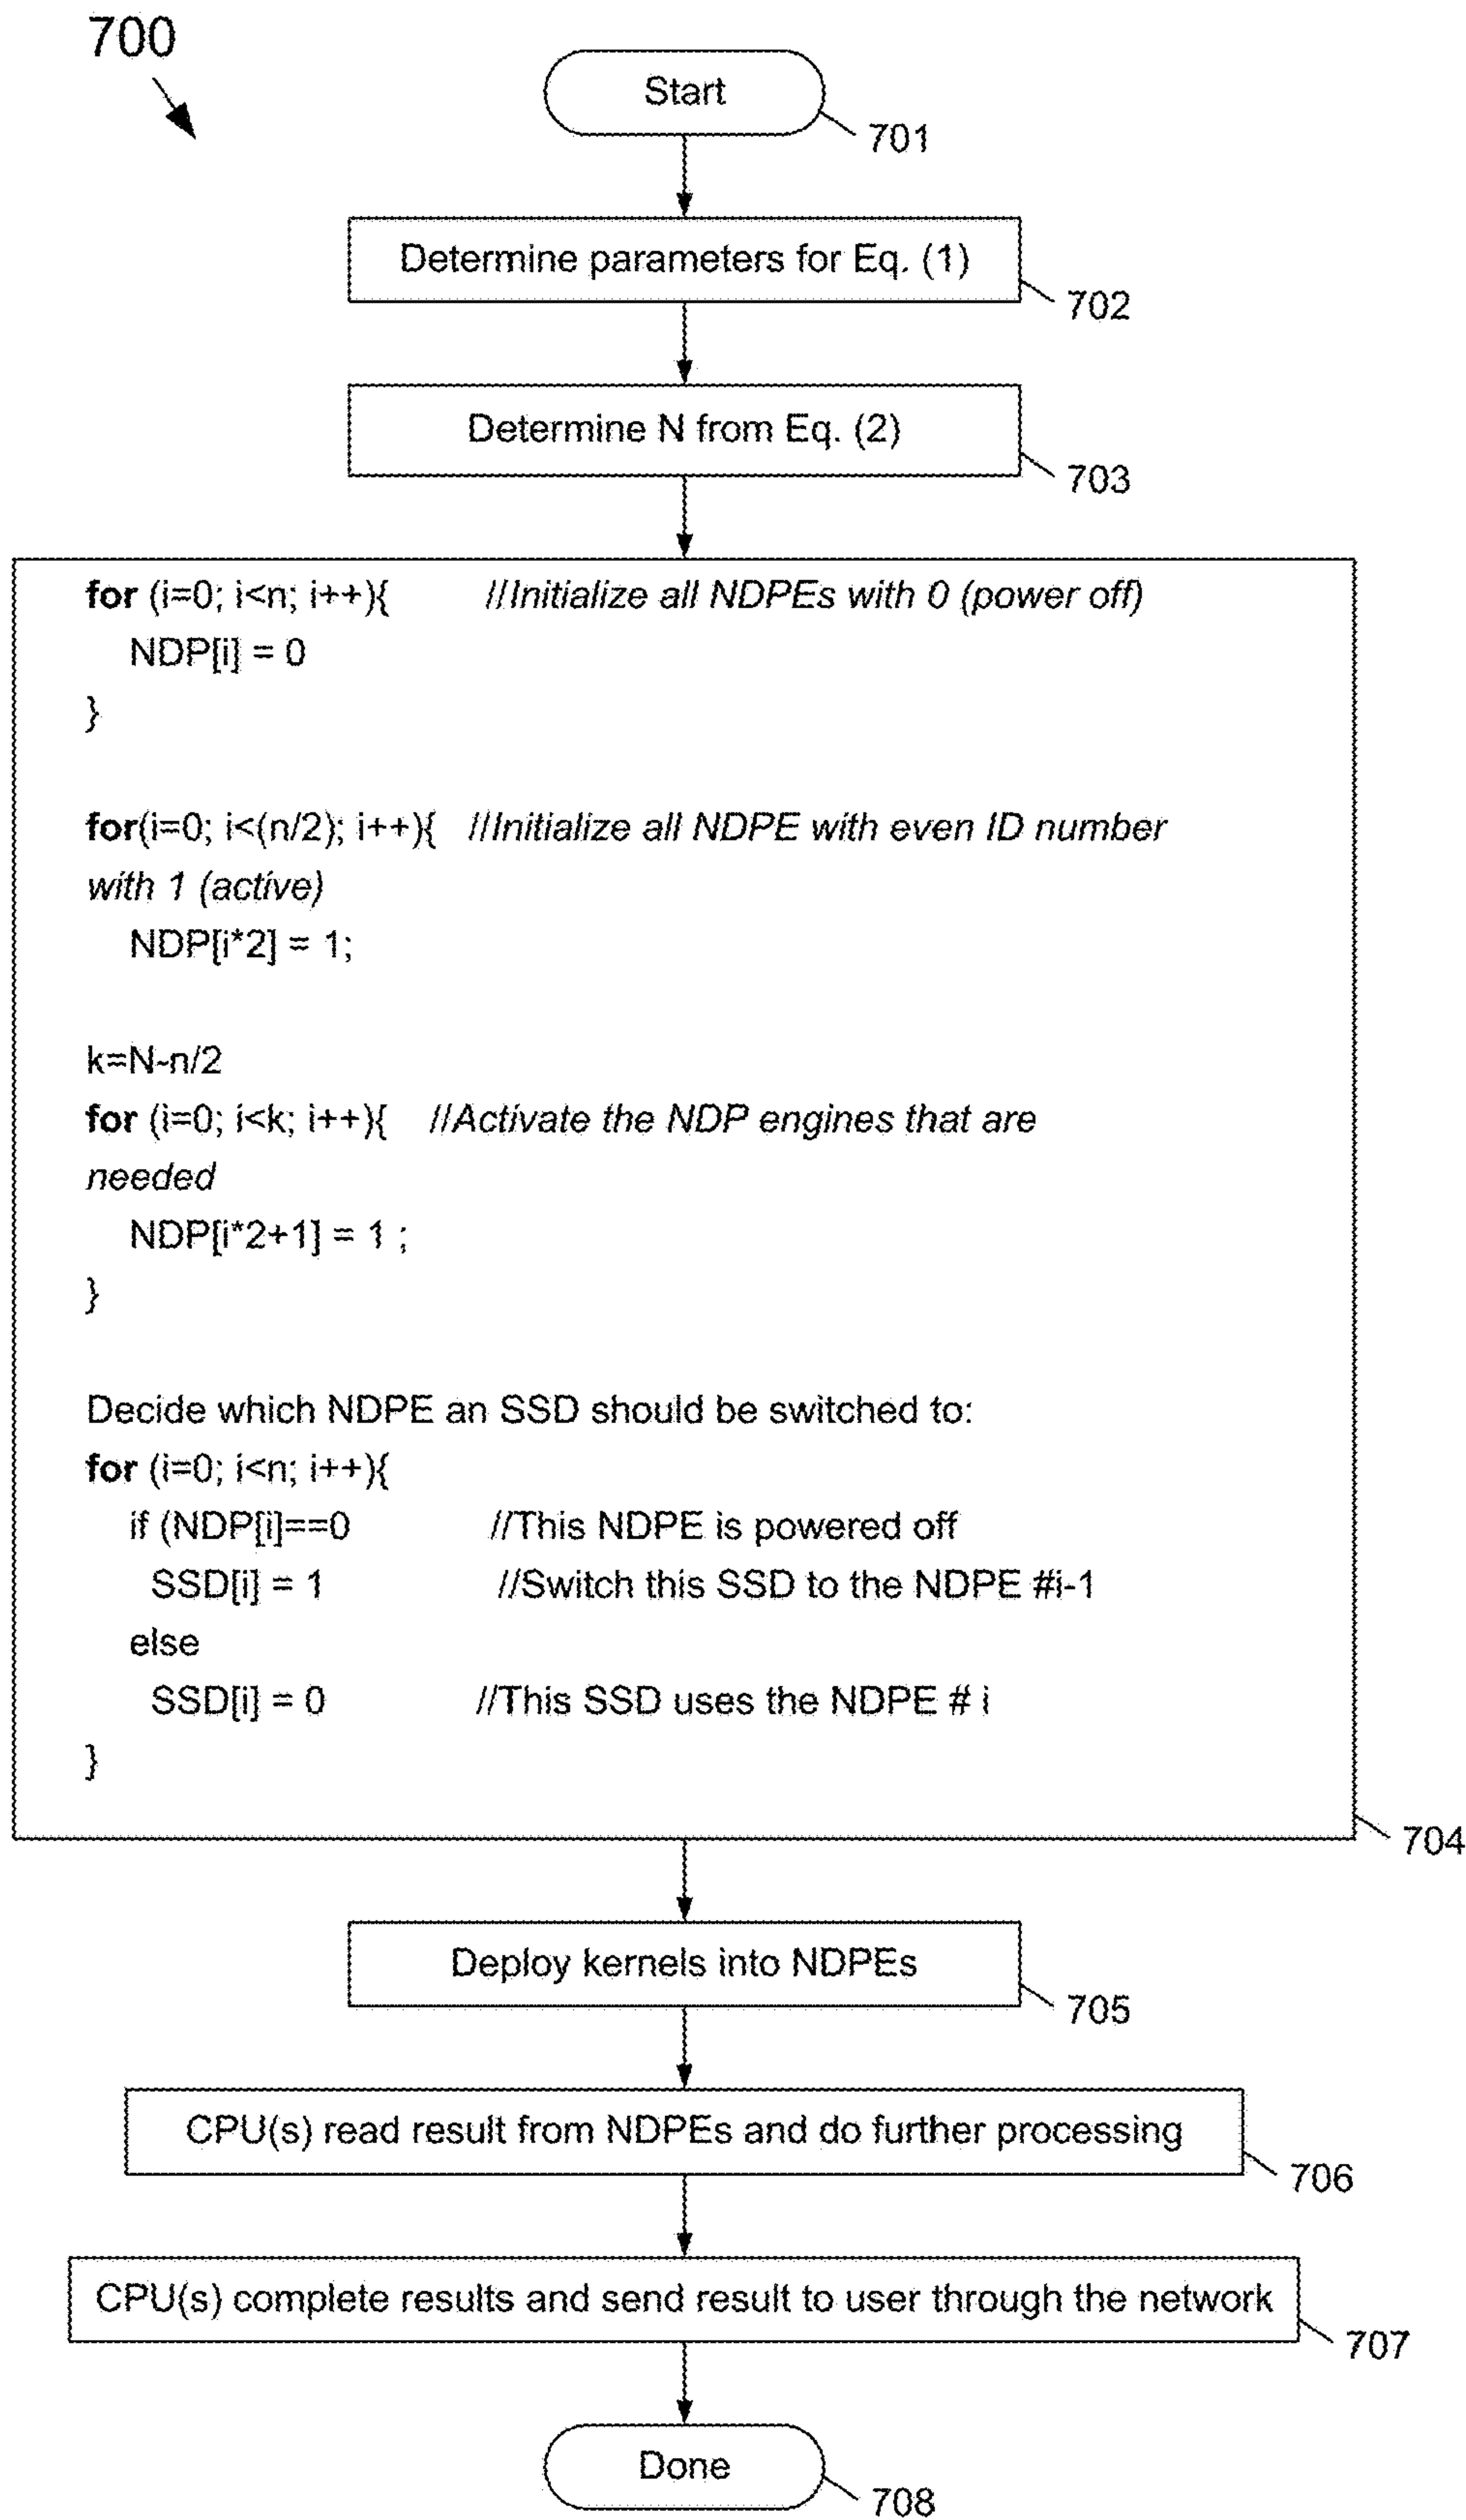 700
Start
701
Determine parameters for Eq. (1)
702
Determine N from Eq. (2)
703
for (i=0; i<n; i++){ //Initialize all NDPEs with 0 (power off)
NDP[i] = 0
}
for(i=0; i<(n/2); i++){ //Initialize all NDPE with even ID number
with 1 (active)
NDP[i*2] = 1;
k=N-n/2
for (i=0; i<k; i++){ //Activate the NDP engines that are
needed
NDP[i*2+1] = 1 ;
}
Decide which NDPE an SSD should be switched to:
for (i=0; i<n; i++){
if (NDP[i]==0 //This NDPE is powered off
SSD[i] = 1 //Switch this SSD to the NDPE #i-1
else
SSD[i] = 0 //This SSD uses the NDPE # i
}
704
Deploy kernels into NDPEs
705
CPU(s) read result from NDPEs and do further processing
706
CPU(s) complete results and send result to user through the network
707
Done
708